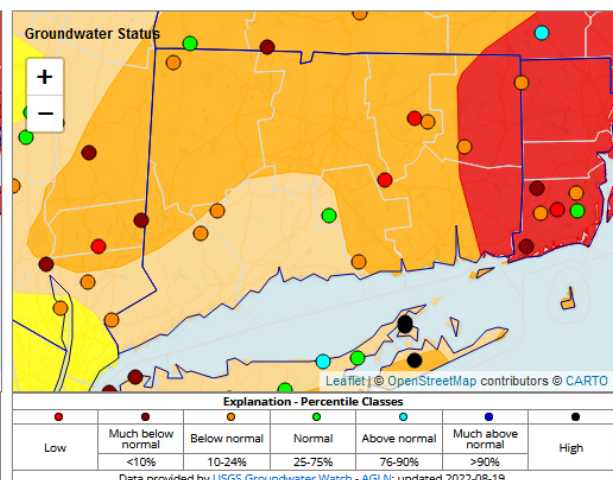 Groundwater Status
+
−
Leaflet | © OpenStreetMap contributors © CARTO
Explanation - Percentile Classes
Low
Much below normal
Below normal
Normal
Above normal
Much above normal
High
<10%
10-24%
25-75%
76-90%
>90%
Data provided by USGS Groundwater Watch - AGLN; updated 2022-08-19